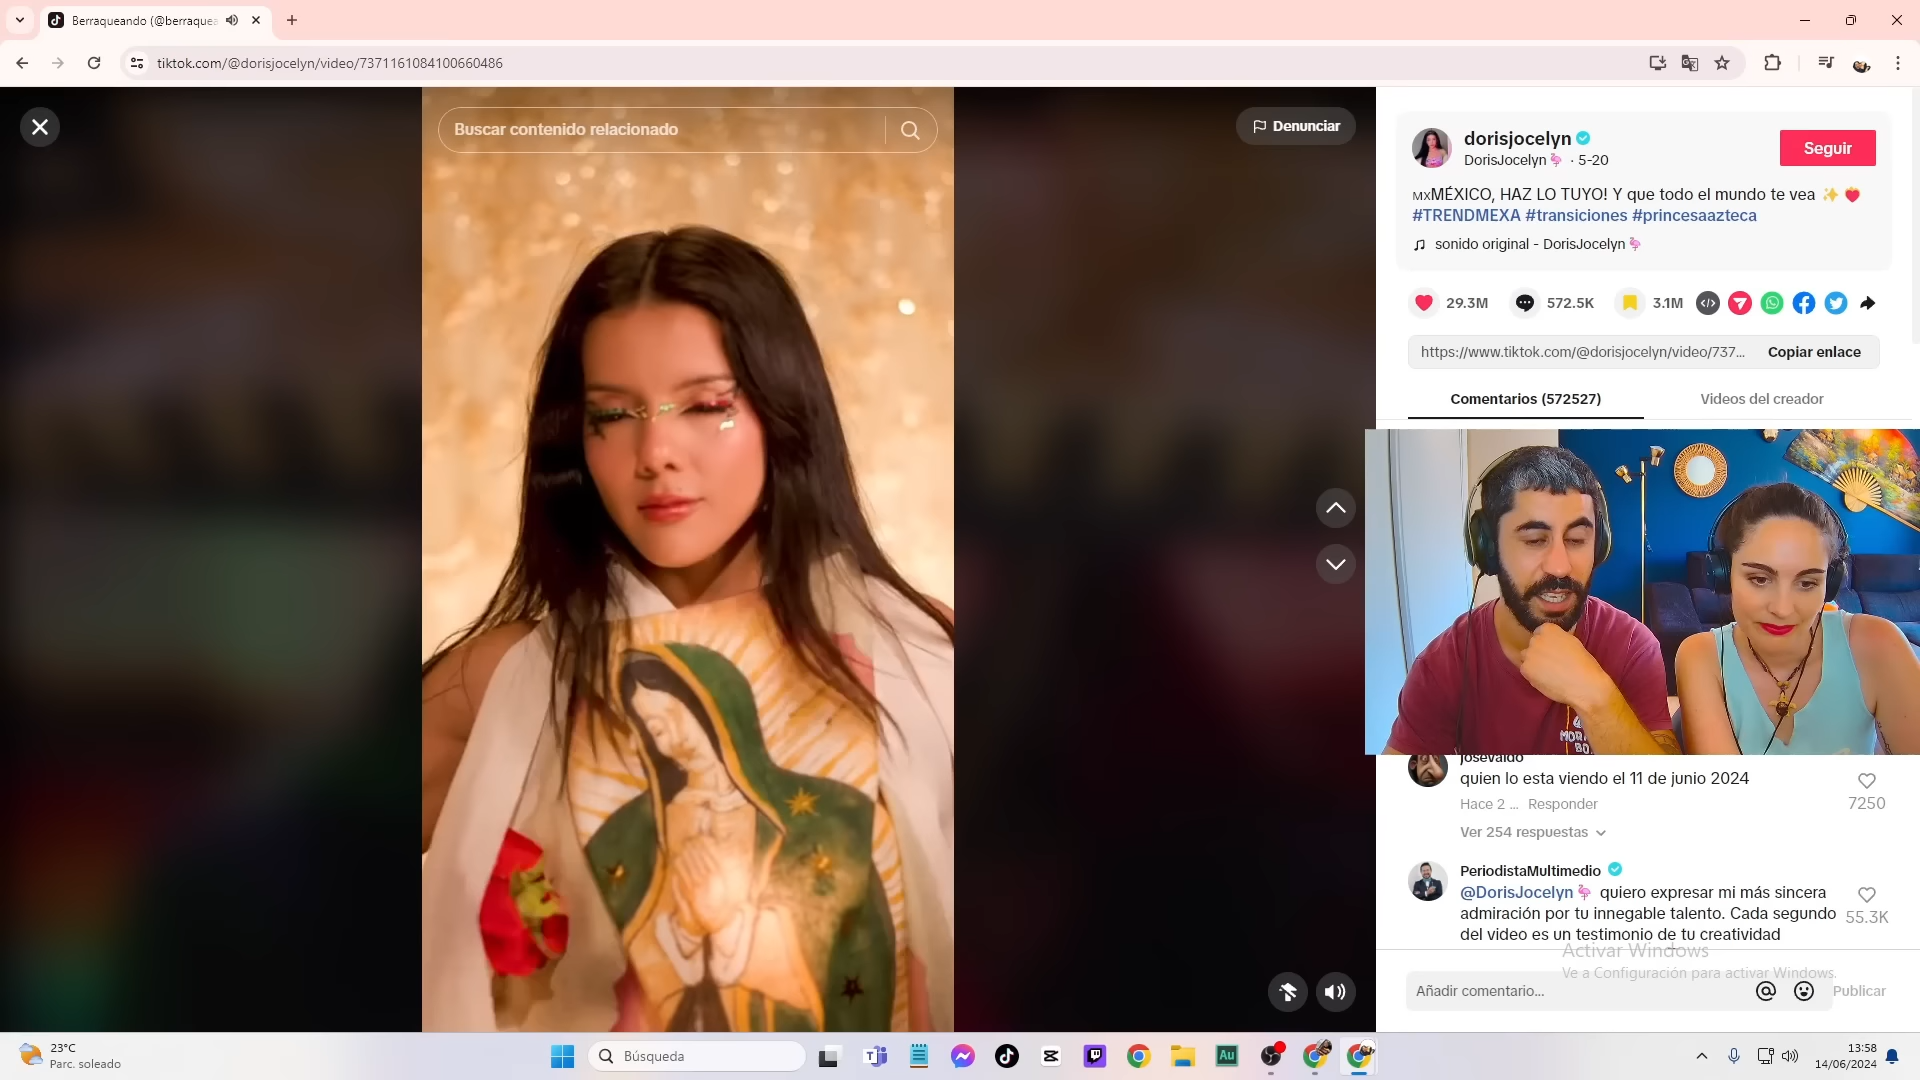 Berraqueando (@berraquea
tiktok.com/@dorisjocelyn/video/7371161084100660486
Buscar contenido relacionado
Denunciar
dorisjocelyn
DorisJocelyn🦩 · 5-20
Seguir
MXMÉXICO, HAZ LO TUYO! Y que todo el mundo te vea ✨ ❤️‍🔥
#TRENDMEXA #transiciones #princesaazteca
sonido original - DorisJocelyn🦩
29.3M
572.5K
3.1M
https://www.tiktok.com/@dorisjocelyn/video/737...
Copiar enlace
Comentarios (572527)
Videos del creador
josevaldo
quien lo esta viendo el 11 de junio 2024
Hace 2 ...
Responder
7250
Ver 254 respuestas
PeriodistaMultimedio
@DorisJocelyn🦩 quiero expresar mi más sincera
admiración por tu innegable talento. Cada segundo
del video es un testimonio de tu creatividad
55.3K
Activar Windows
Ve a Configuración para activar Windows.
Añadir comentario...
Publicar
23°C
Parc. soleado
Búsqueda
Au
13:58
14/06/2024